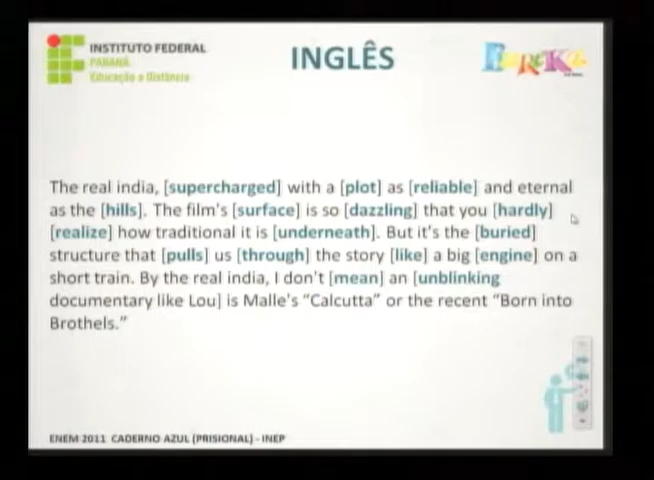 INSTITUTO FEDERAL
PARANÁ
Educação a Distância
INGLÊS
EUREKA
The real india, [supercharged] with a [plot] as [reliable] and eternal
as the [hills]. The film's [surface] is so [dazzling] that you [hardly]
[realize] how traditional it is [underneath]. But it's the [buried]
structure that [pulls] us [through] the story [like] a big [engine] on a
short train. By the real india, I don't [mean] an [unblinking
documentary like Lou] is Malle's “Calcutta” or the recent “Born into
Brothels.”
ENEM 2011 CADERNO AZUL (PRISIONAL) - INEP